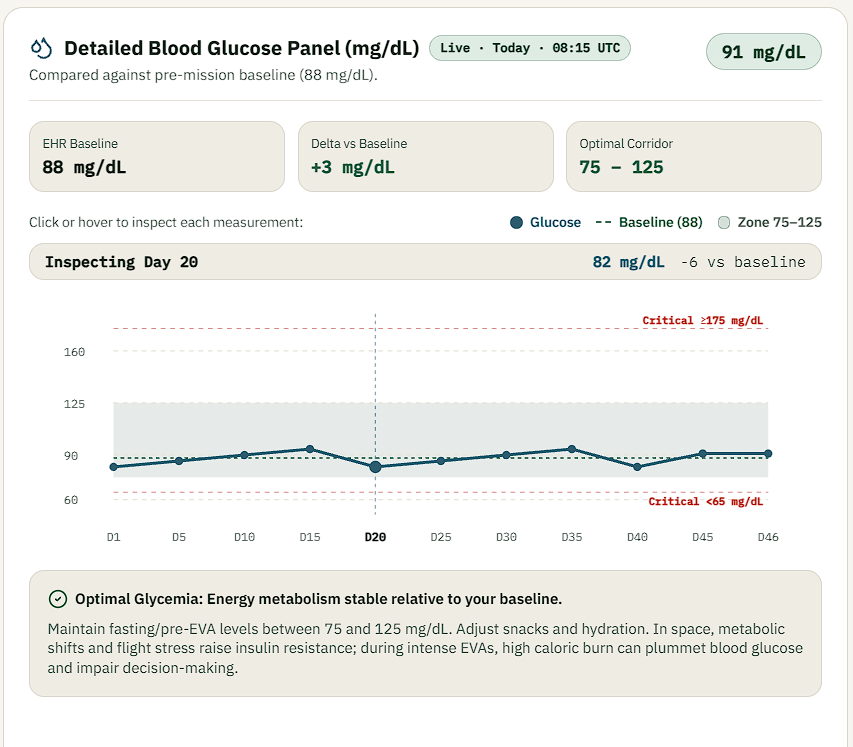 Detailed Blood Glucose Panel (mg/dL) Live · Today · 08:15 UTC 91 mg/dL
Compared against pre-mission baseline (88 mg/dL).
EHR Baseline
88 mg/dL
Delta vs Baseline
+3 mg/dL
Optimal Corridor
75 – 125
Click or hover to inspect each measurement:
Glucose Baseline (88) Zone 75–125
Inspecting Day 20 82 mg/dL -6 vs baseline
Critical ≥175 mg/dL
160
125
90
60
Critical <65 mg/dL
D1 D5 D10 D15 D20 D25 D30 D35 D40 D45 D46
Optimal Glycemia: Energy metabolism stable relative to your baseline.
Maintain fasting/pre-EVA levels between 75 and 125 mg/dL. Adjust snacks and hydration. In space, metabolic
shifts and flight stress raise insulin resistance; during intense EVAs, high caloric burn can plummet blood glucose
and impair decision-making.